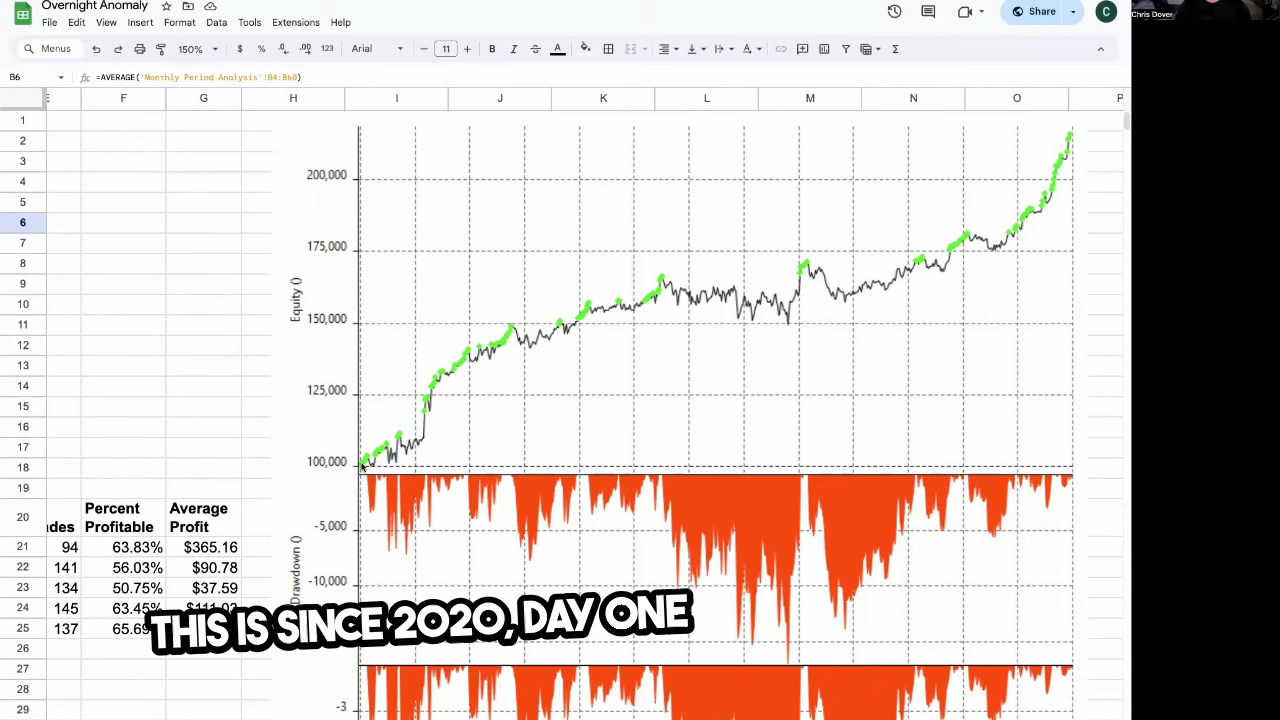 Overnight Anomaly
File Edit View Insert Format Data Tools Extensions Help
Share
C
Chris Dover
Menus 150% $ % .0 .00 123 Arial 11 B I A
B6 =AVERAGE('Monthly Period Analysis'!B4:B60)
E F G H I J K L M N O P
1
2
3
4
5
6
7
8
9
10
11
12
13
14
15
16
17
18
19
20
21
22
23
24
25
26
27
28
29
Equity ()
200,000
175,000
150,000
125,000
100,000
Drawdown ()
-5,000
-10,000
-3
Percent Profitable
Average Profit
94 63.83% $365.16
141 56.03% $90.78
134 50.75% $37.59
145 63.45%
137
THIS IS SINCE 2020, DAY ONE